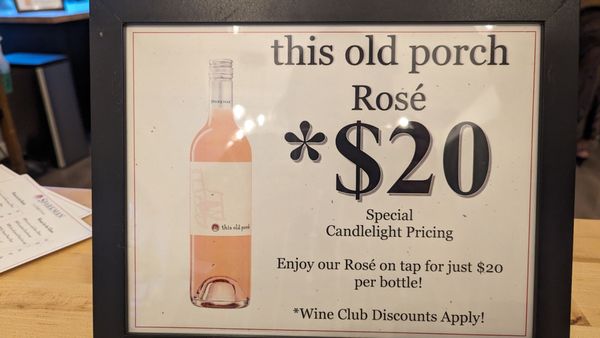 this old porch
Rosé
*$20
Special
Candlelight Pricing
Enjoy our Rosé on tap for just $20
per bottle!
*Wine Club Discounts Apply!
this old porch